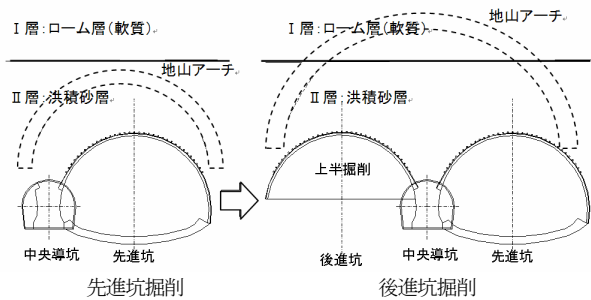 Ⅰ層:ローム層(軟質)
地山アーチ
Ⅱ層:洪積砂層
中央導坑
先進坑
先進坑掘削
Ⅰ層:ローム層(軟質)
地山アーチ
Ⅱ層:洪積砂層
上半掘削
後進坑
中央導坑
先進坑
後進坑掘削